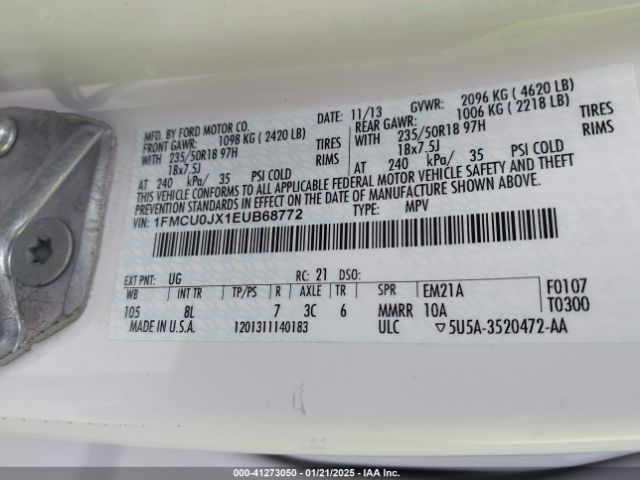 MFD. BY FORD MOTOR CO.
DATE: 11/13 GVWR: 2096 KG ( 4620 LB)
FRONT GAWR: 1098 KG ( 2420 LB)
REAR GAWR: 1006 KG ( 2218 LB)
WITH 235/50R18 97H TIRES
WITH 235/50R18 97H TIRES
18x7.5J RIMS
18x7.5J RIMS
AT 240 kPa/ 35 PSI COLD
AT 240 kPa/ 35 PSI COLD
THIS VEHICLE CONFORMS TO ALL APPLICABLE FEDERAL MOTOR VEHICLE SAFETY AND THEFT
PREVENTION STANDARDS IN EFFECT ON THE DATE OF MANUFACTURE SHOWN ABOVE.
VIN: 1FMCU0JX1EUB68772 TYPE: MPV
EXT PNT: UG RC: 21 DSO:
WB INT TR TP/PS R AXLE TR SPR EM21A F0107
105 8L 7 3C 6 MMRR 10A T0300
MADE IN U.S.A. 1201311140183 ULC ▽5U5A-3520472-AA
000-41273050 - 01/21/2025 - IAA Inc.